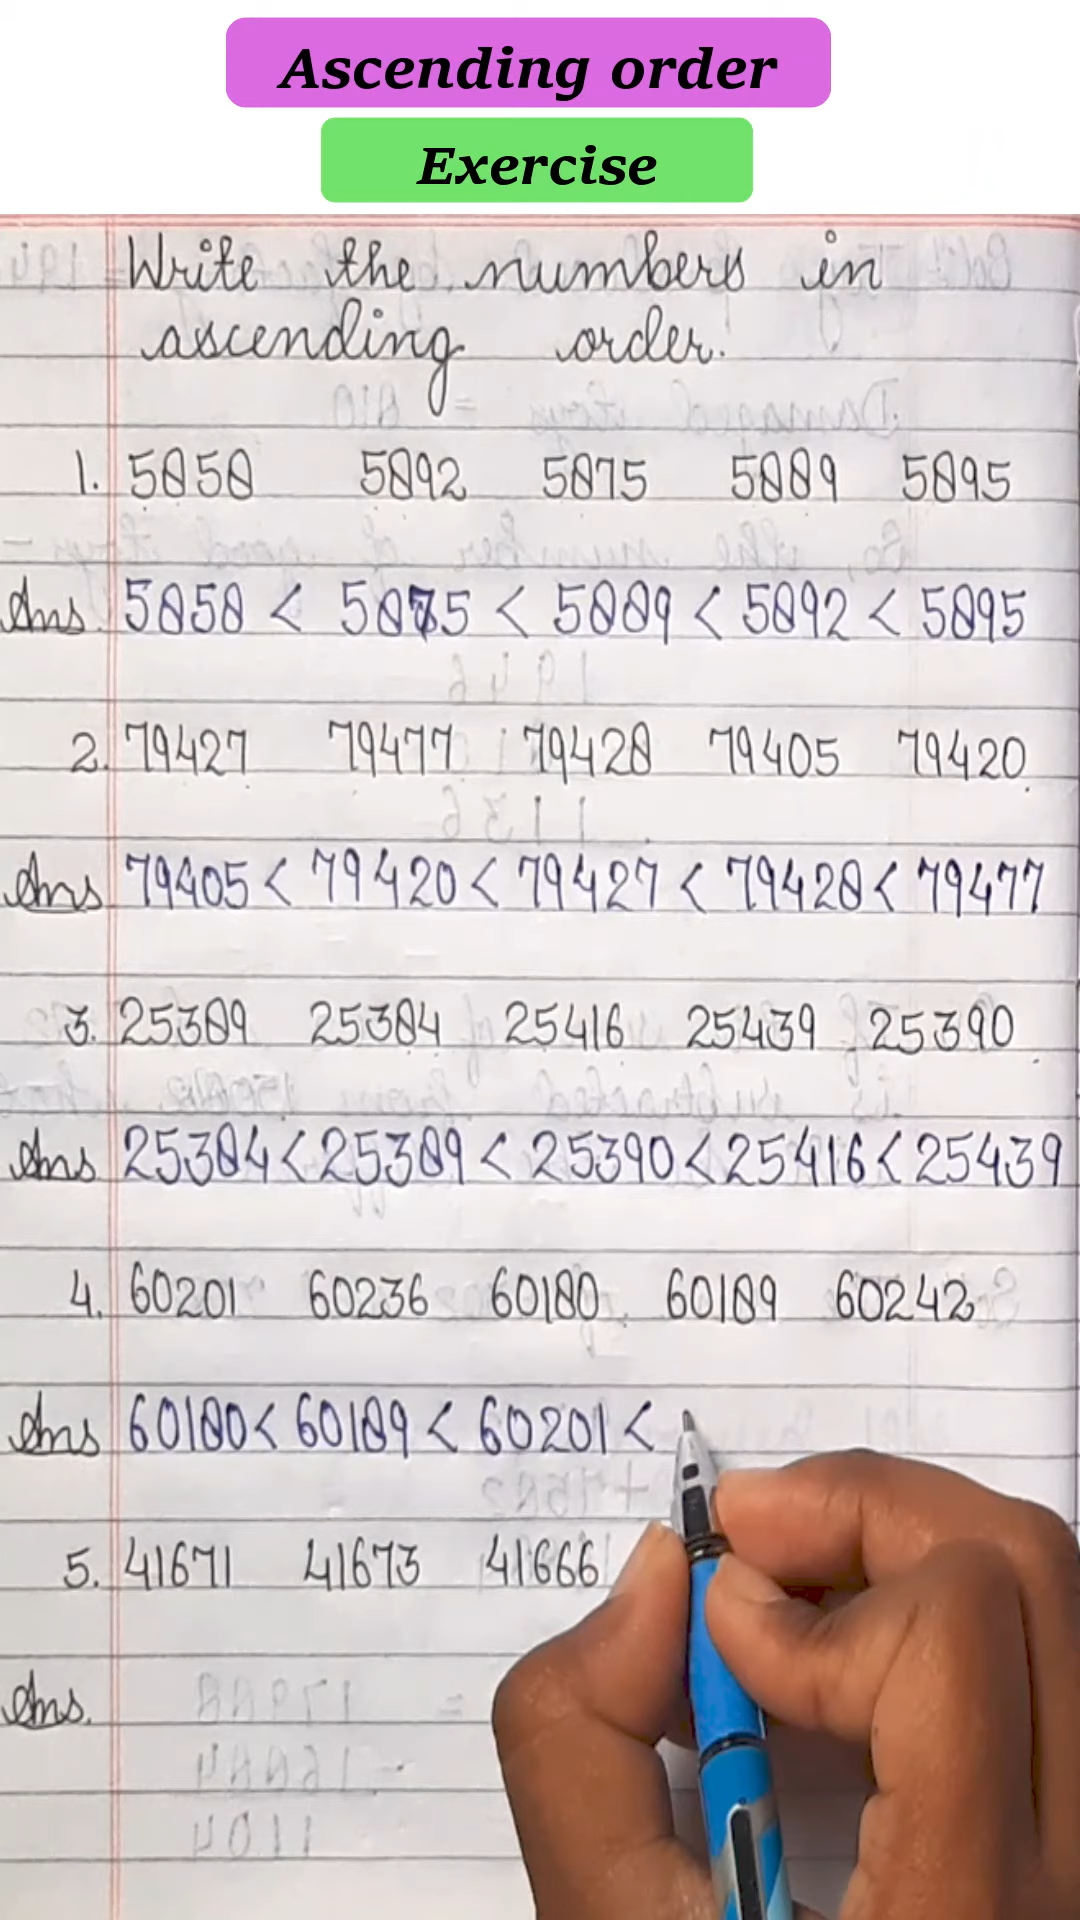 Ascending order
Exercise
Write the numbers in
ascending order.
1. 5858 5892 5875 5889 5895
Ans. 5858 < 5875 < 5889 < 5892 < 5895
2. 79427 79477 79428 79405 79420
Ans 79405 < 79420 < 79427 < 79428 < 79477
3. 25389 25384 25416 25439 25390
Ans 25384 < 25389 < 25390 < 25416 < 25439
4. 60201 60236 60180 60189 60242
Ans 60180 < 60189 < 60201 <
5. 41671 41673 41666
Ans.